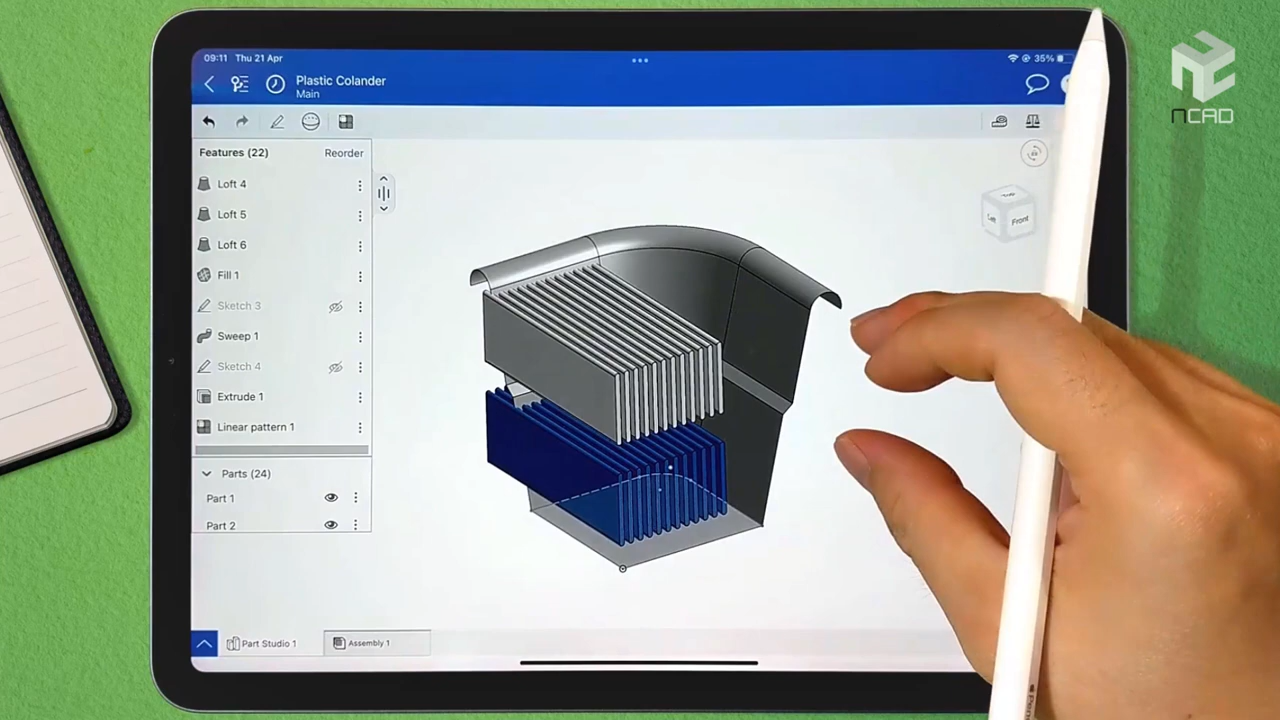 09:11 Thu 21 Apr
35%
Plastic Colander
Main
Features (22)
Reorder
Loft 4
Loft 5
Loft 6
Fill 1
Sketch 3
Sweep 1
Sketch 4
Extrude 1
Linear pattern 1
Parts (24)
Part 1
Part 2
Part Studio 1
Assembly 1
Front
NCAD